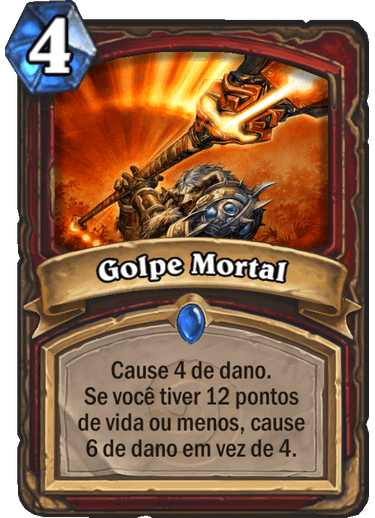 4
Golpe Mortal
Cause 4 de dano.
Se você tiver 12 pontos
de vida ou menos, cause
6 de dano em vez de 4.